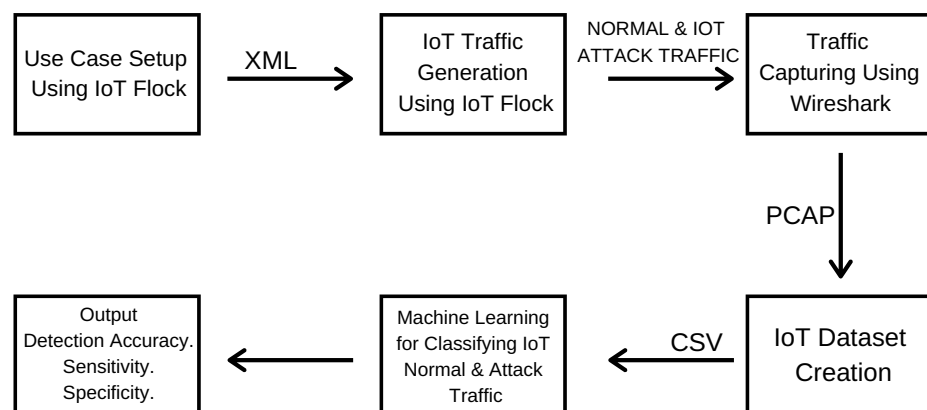 Use Case Setup
Using IoT Flock
XML
IoT Traffic
Generation
Using IoT Flock
NORMAL & IOT
ATTACK TRAFFIC
Traffic
Capturing Using
Wireshark
PCAP
IoT Dataset
Creation
CSV
Machine Learning
for Classifying IoT
Normal & Attack
Traffic
Output
Detection Accuracy.
Sensitivity.
Specificity.